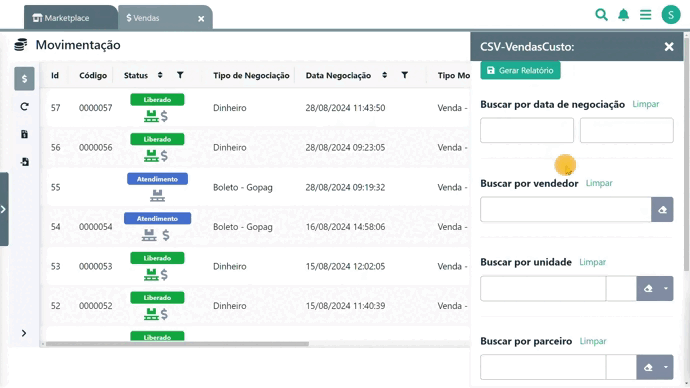 Marketplace
$ Vendas
S
Movimentação
Id Código Status Tipo de Negociação Data Negociação Tipo Mo
57 0000057 Liberado Dinheiro 28/08/2024 11:43:50 Venda -
56 0000056 Liberado Dinheiro 28/08/2024 09:23:05 Venda -
55 Atendimento Boleto - Gopag 28/08/2024 09:19:32 Venda -
54 0000054 Atendimento Boleto - Gopag 16/08/2024 14:58:06 Venda -
53 0000053 Liberado Dinheiro 15/08/2024 12:02:05 Venda -
52 0000052 Liberado Dinheiro 15/08/2024 11:40:39 Venda -
Liberado
CSV-VendasCusto:
Gerar Relatório
Buscar por data de negociação Limpar
Buscar por vendedor Limpar
Buscar por unidade Limpar
Buscar por parceiro Limpar